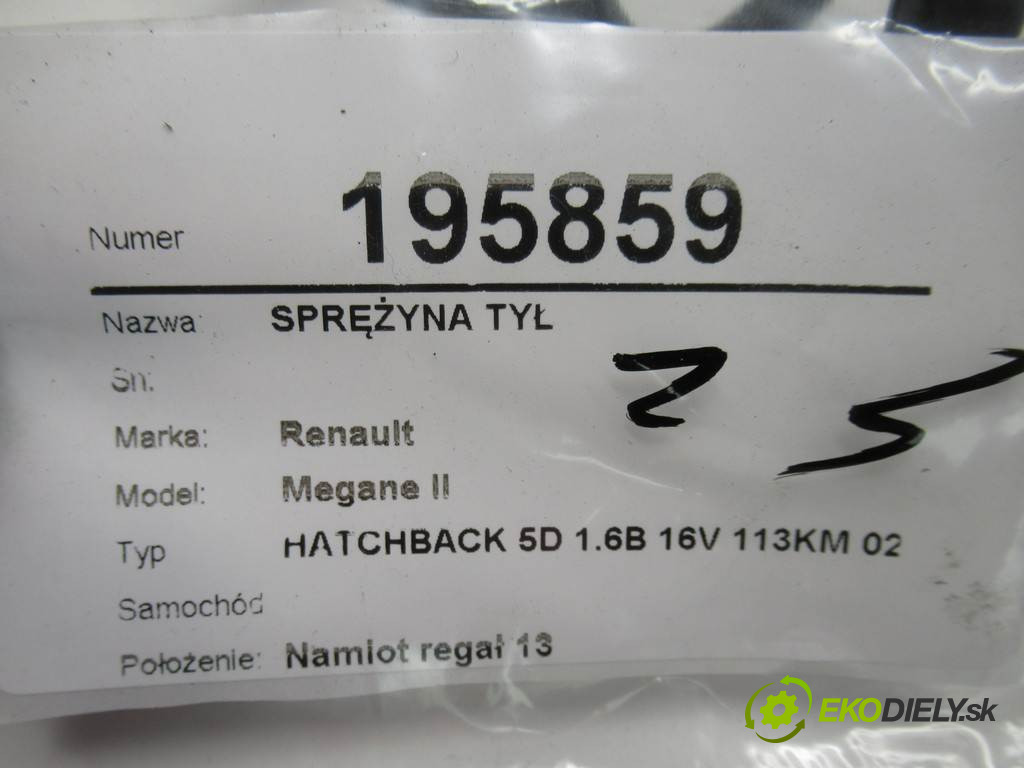 Numer 195859
Nazwa: SPRĘŻYNA TYŁ
Sn:
Marka: Renault
Model: Megane II
Typ HATCHBACK 5D 1.6B 16V 113KM 02
Samochód
Położenie: Namiot regał 13
EKODIELY.sk